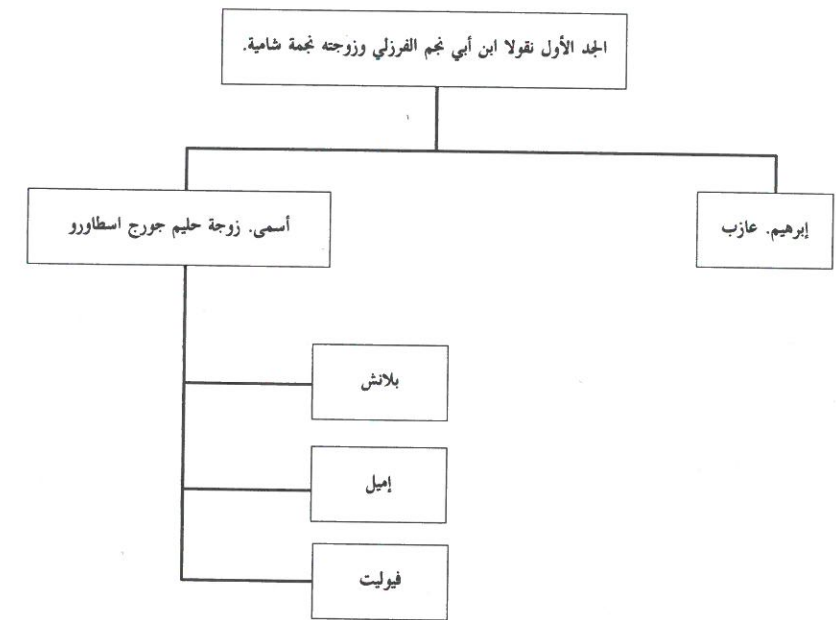 الجد الأول نقولا ابن أبي نجم الفرزلي وزوجته نجمة شامية.
إبرهيم. عازب
أسمى. زوجة حليم جورج اسطاورو
بلانش
إميل
فيوليت